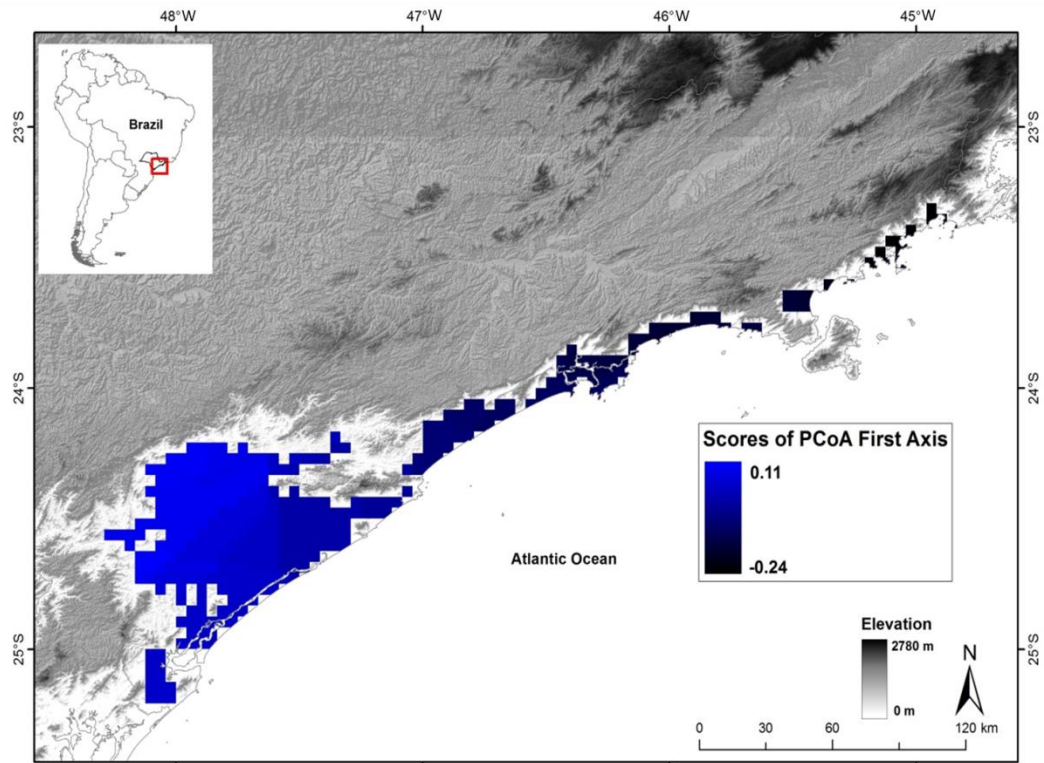 48°W 47°W 46°W 45°W
Brazil
23°S 23°S
24°S 24°S
Scores of PCoA First Axis
0.11
-0.24
Atlantic Ocean
Elevation
2780 m
0 m
N
25°S 25°S
0 30 60 120 km